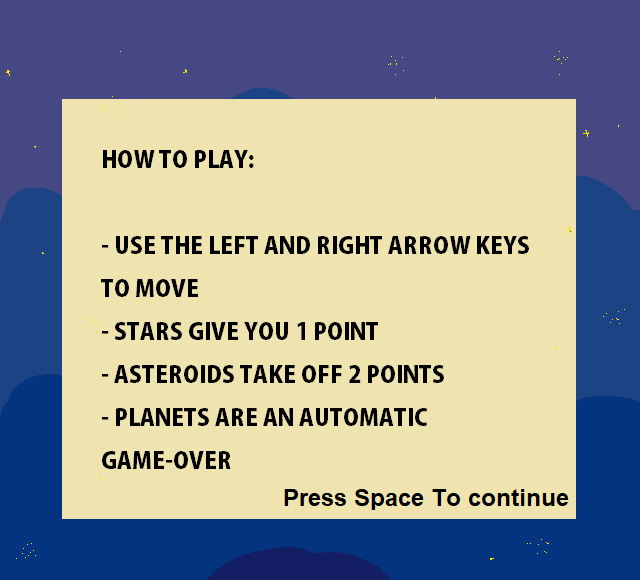 HOW TO PLAY:
- USE THE LEFT AND RIGHT ARROW KEYS
TO MOVE
- STARS GIVE YOU 1 POINT
- ASTEROIDS TAKE OFF 2 POINTS
- PLANETS ARE AN AUTOMATIC
GAME-OVER
Press Space To continue